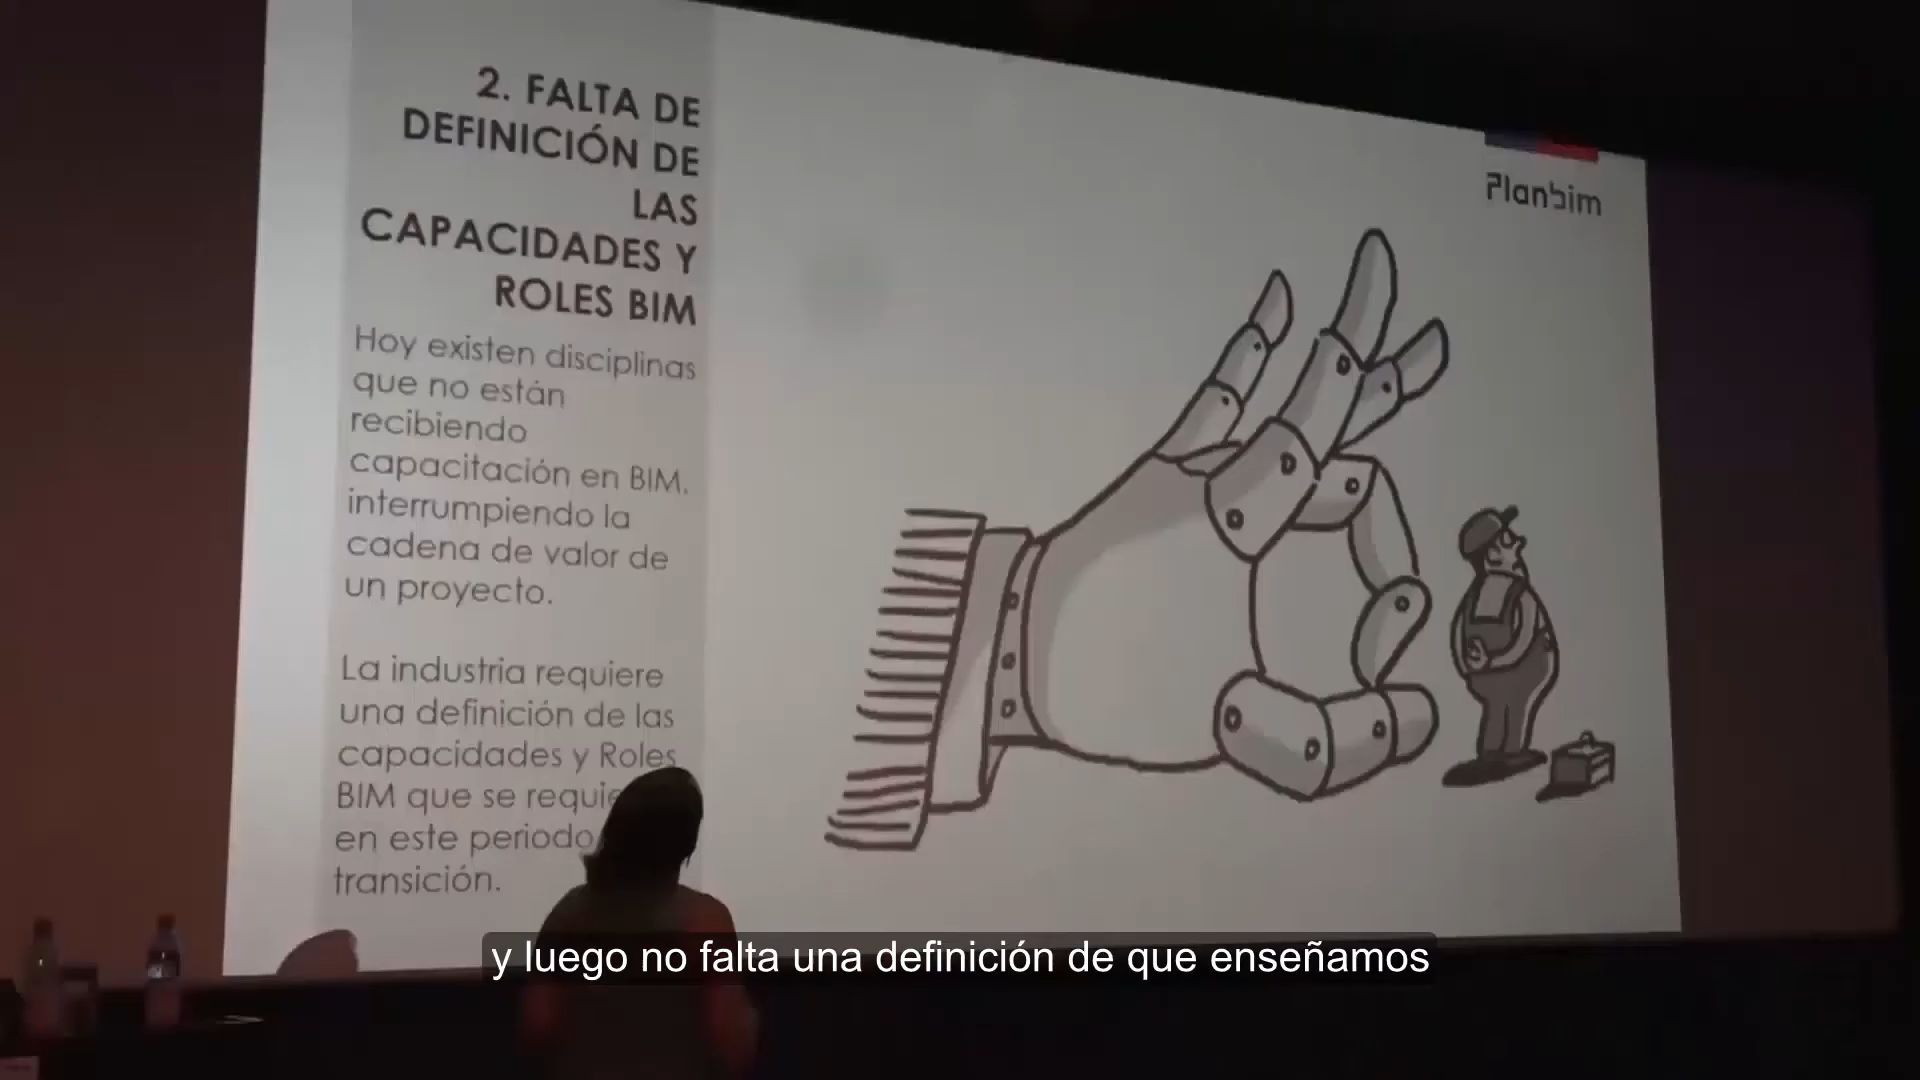 2. FALTA DE
DEFINICIÓN DE
LAS
CAPACIDADES Y
ROLES BIM
Hoy existen disciplinas
que no están
recibiendo
capacitación en BIM.
interrumpiendo la
cadena de valor de
un proyecto.
La industria requiere
una definición de las
capacidades y Roles
BIM que se requie
en este periodo
transición.
Planbim
y luego no falta una definición de que enseñamos